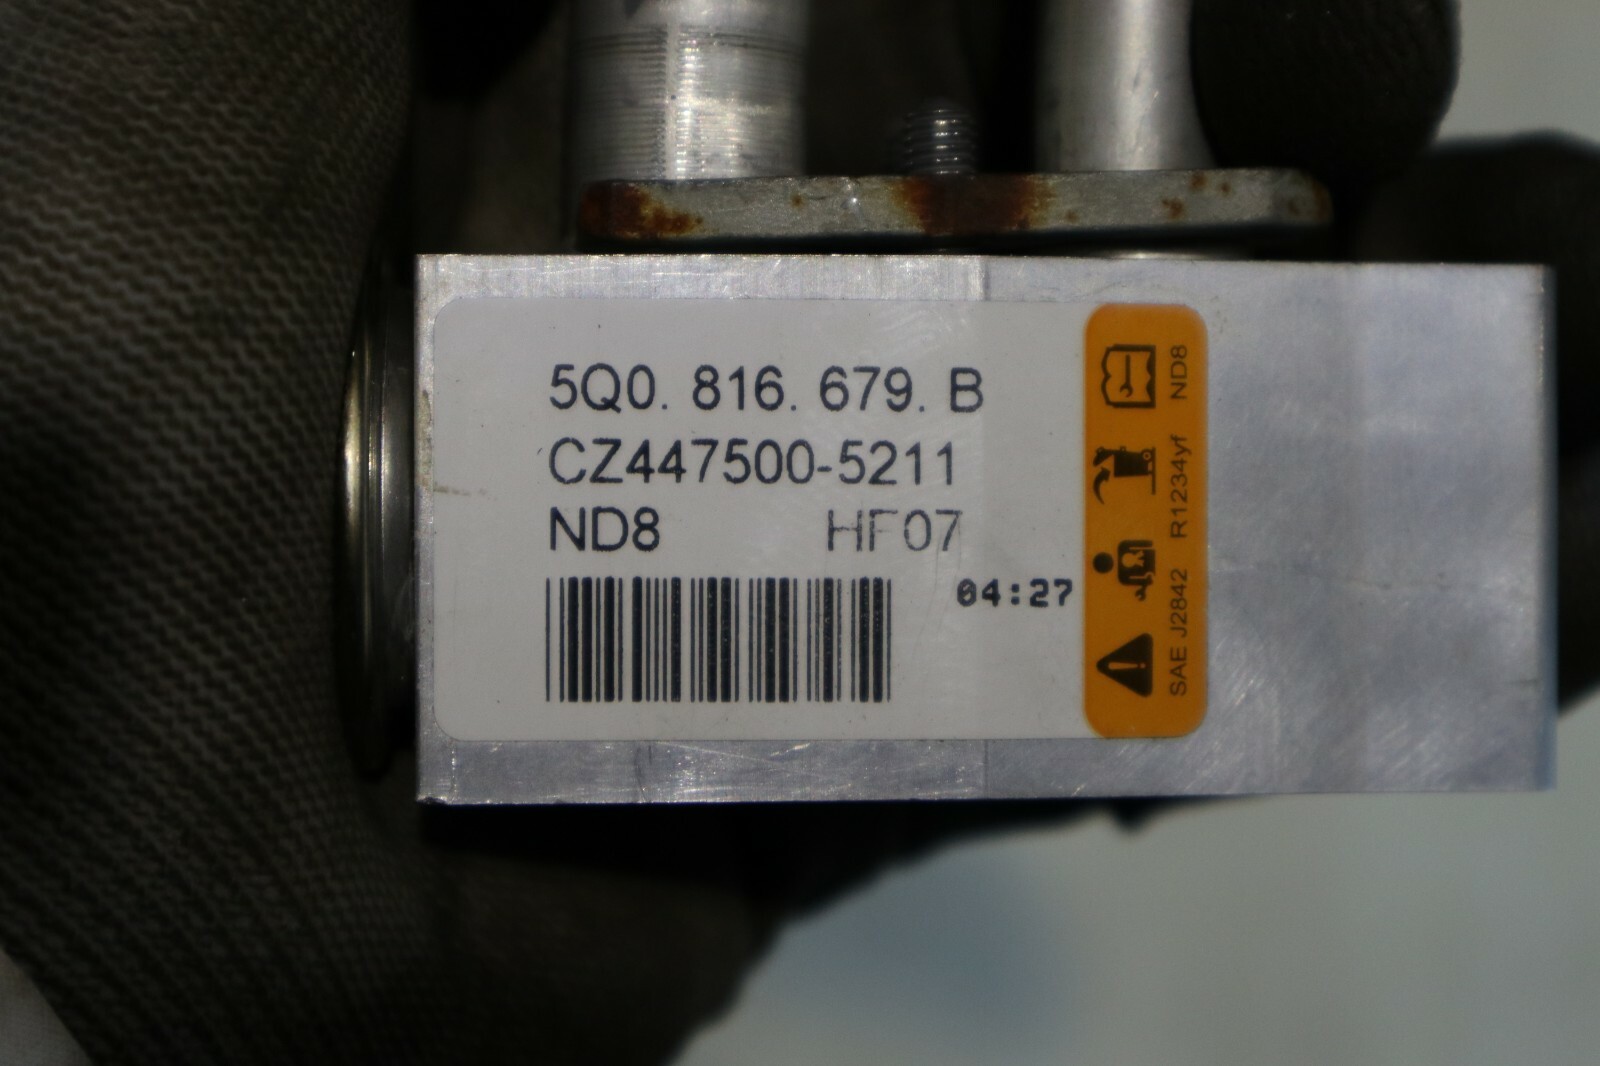 5Q0. 816. 679. B
CZ447500-5211
ND8 HF07
04:27
SAE J2842 R1234yf ND8